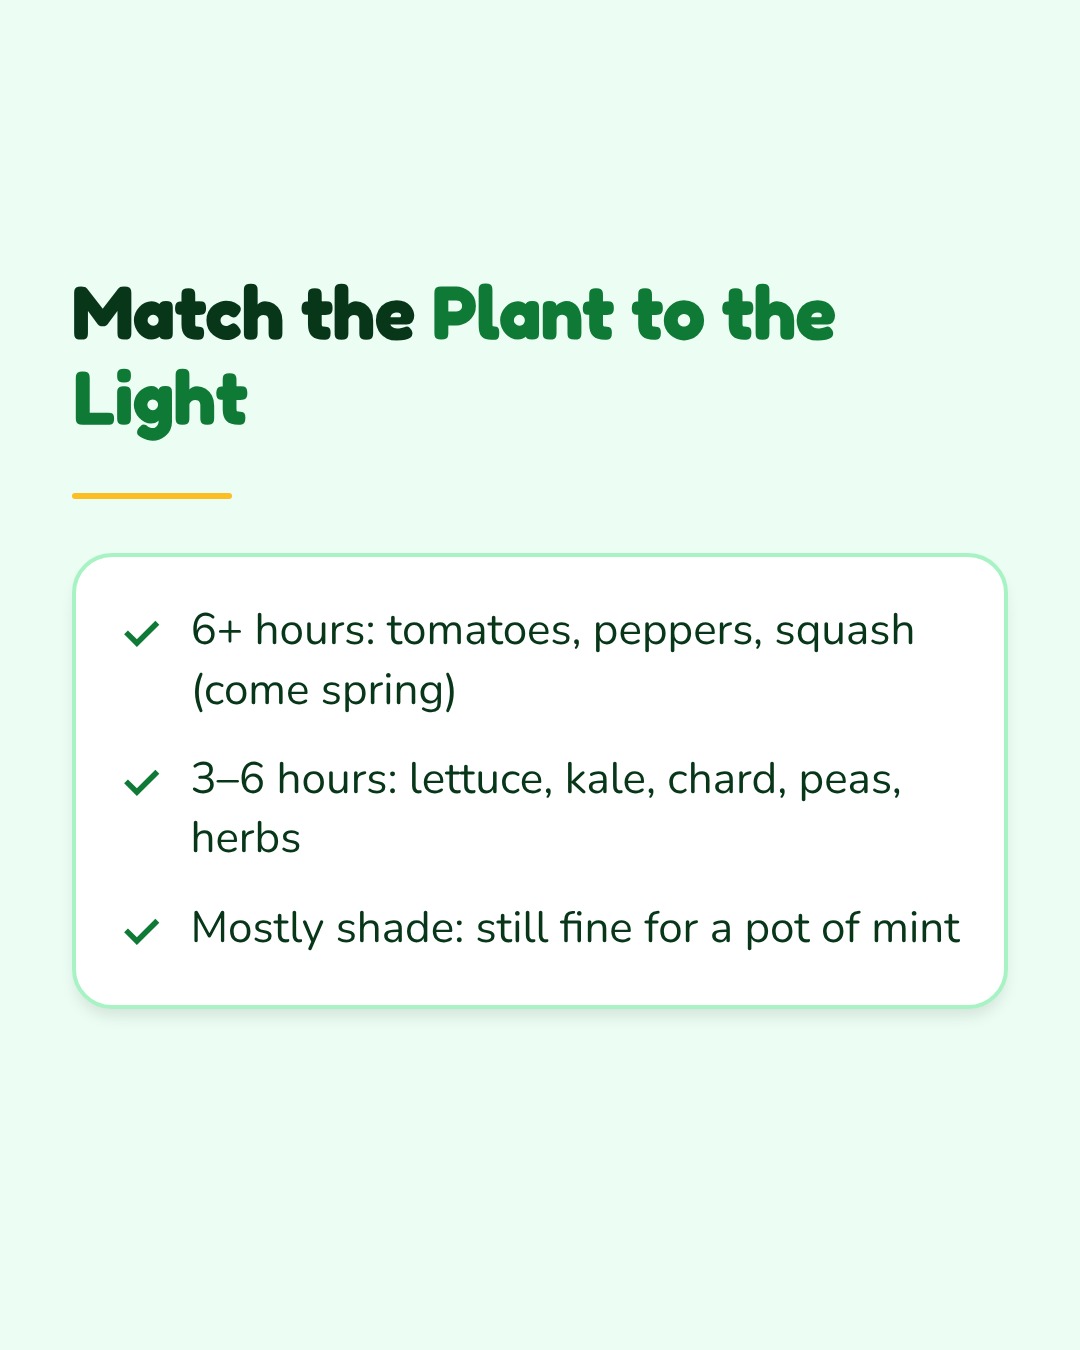 Match the Plant to the
Light
6+ hours: tomatoes, peppers, squash
(come spring)
3–6 hours: lettuce, kale, chard, peas,
herbs
Mostly shade: still fine for a pot of mint